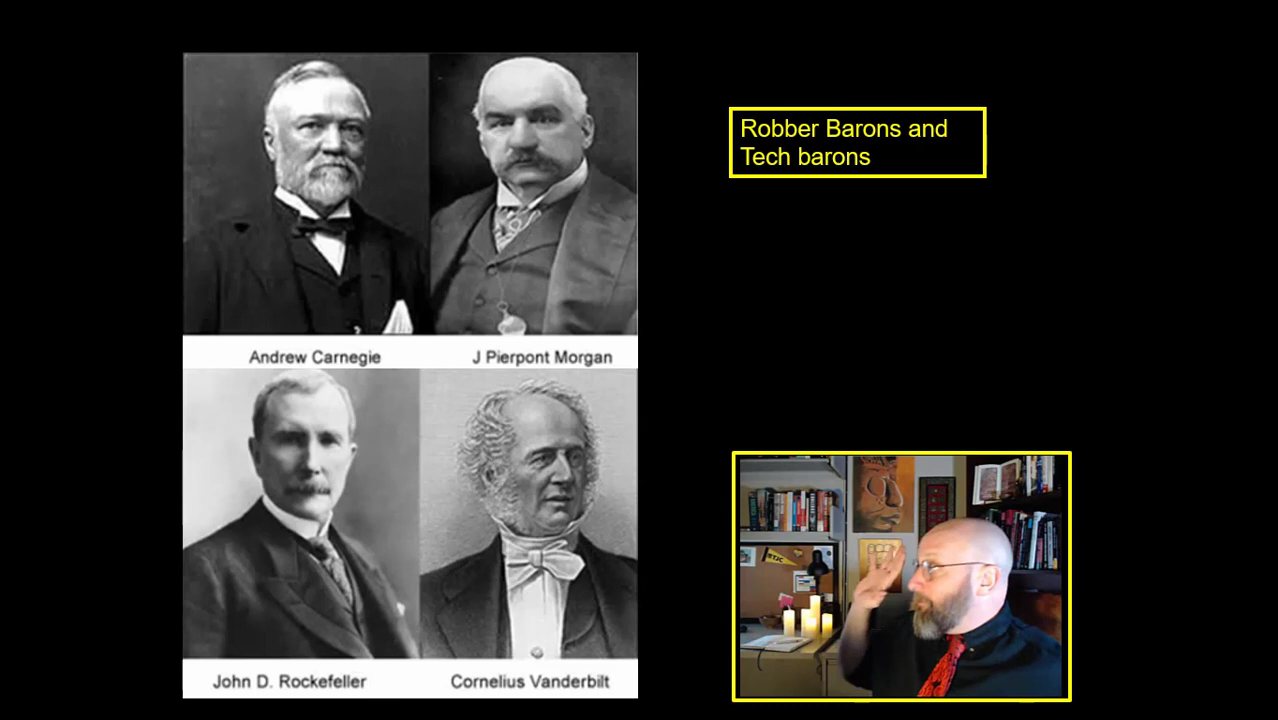 Robber Barons and
Tech barons
Andrew Carnegie
J Pierpont Morgan
John D. Rockefeller
Cornelius Vanderbilt